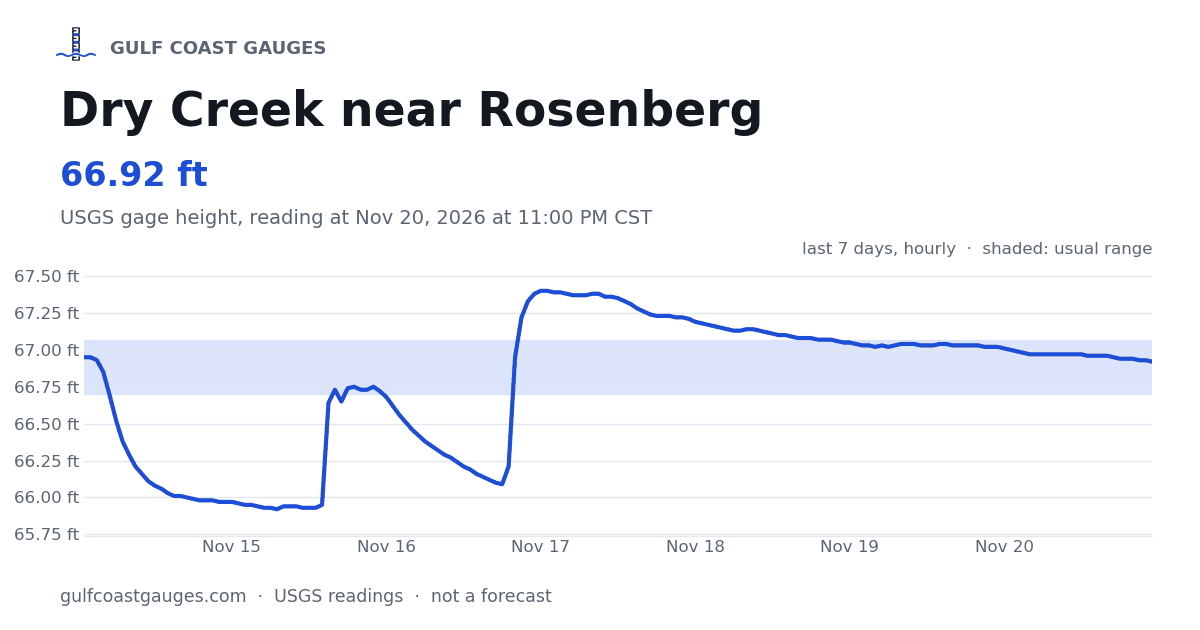 GULF COAST GAUGES
Dry Creek near Rosenberg
66.92 ft
USGS gage height, reading at Nov 20, 2026 at 11:00 PM CST
last 7 days, hourly · shaded: usual range
67.50 ft
67.25 ft
67.00 ft
66.75 ft
66.50 ft
66.25 ft
66.00 ft
65.75 ft
Nov 15 Nov 16 Nov 17 Nov 18 Nov 19 Nov 20
gulfcoastgauges.com · USGS readings · not a forecast